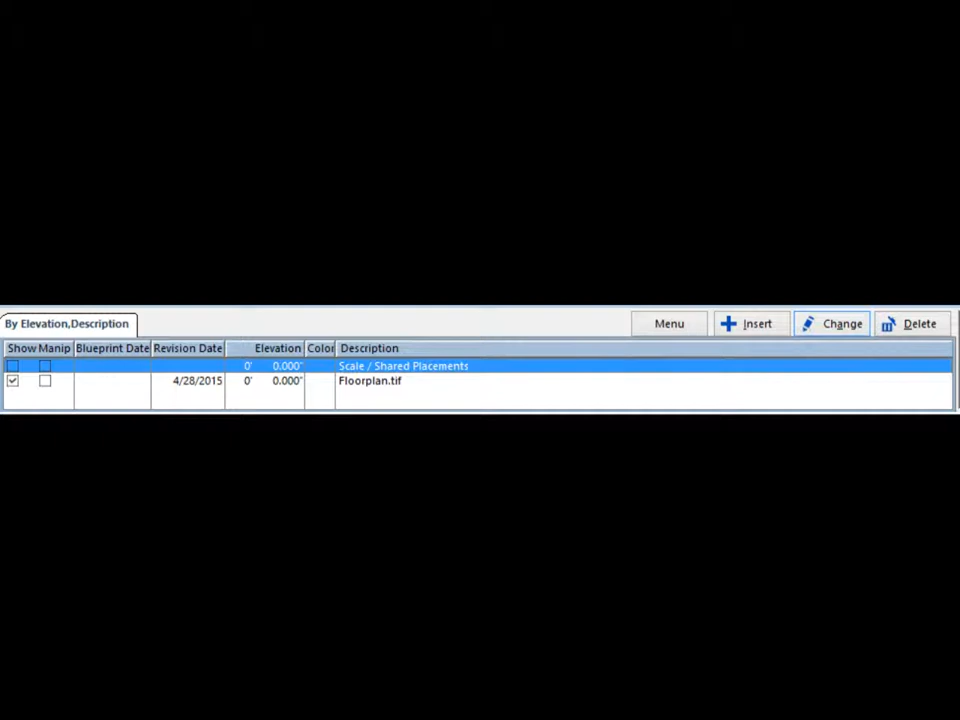 By Elevation,Description Menu Insert Change Delete
Show Manip Blueprint Date Revision Date Elevation Color Description
0' 0.000" Scale / Shared Placements
4/28/2015 0' 0.000" Floorplan.tif